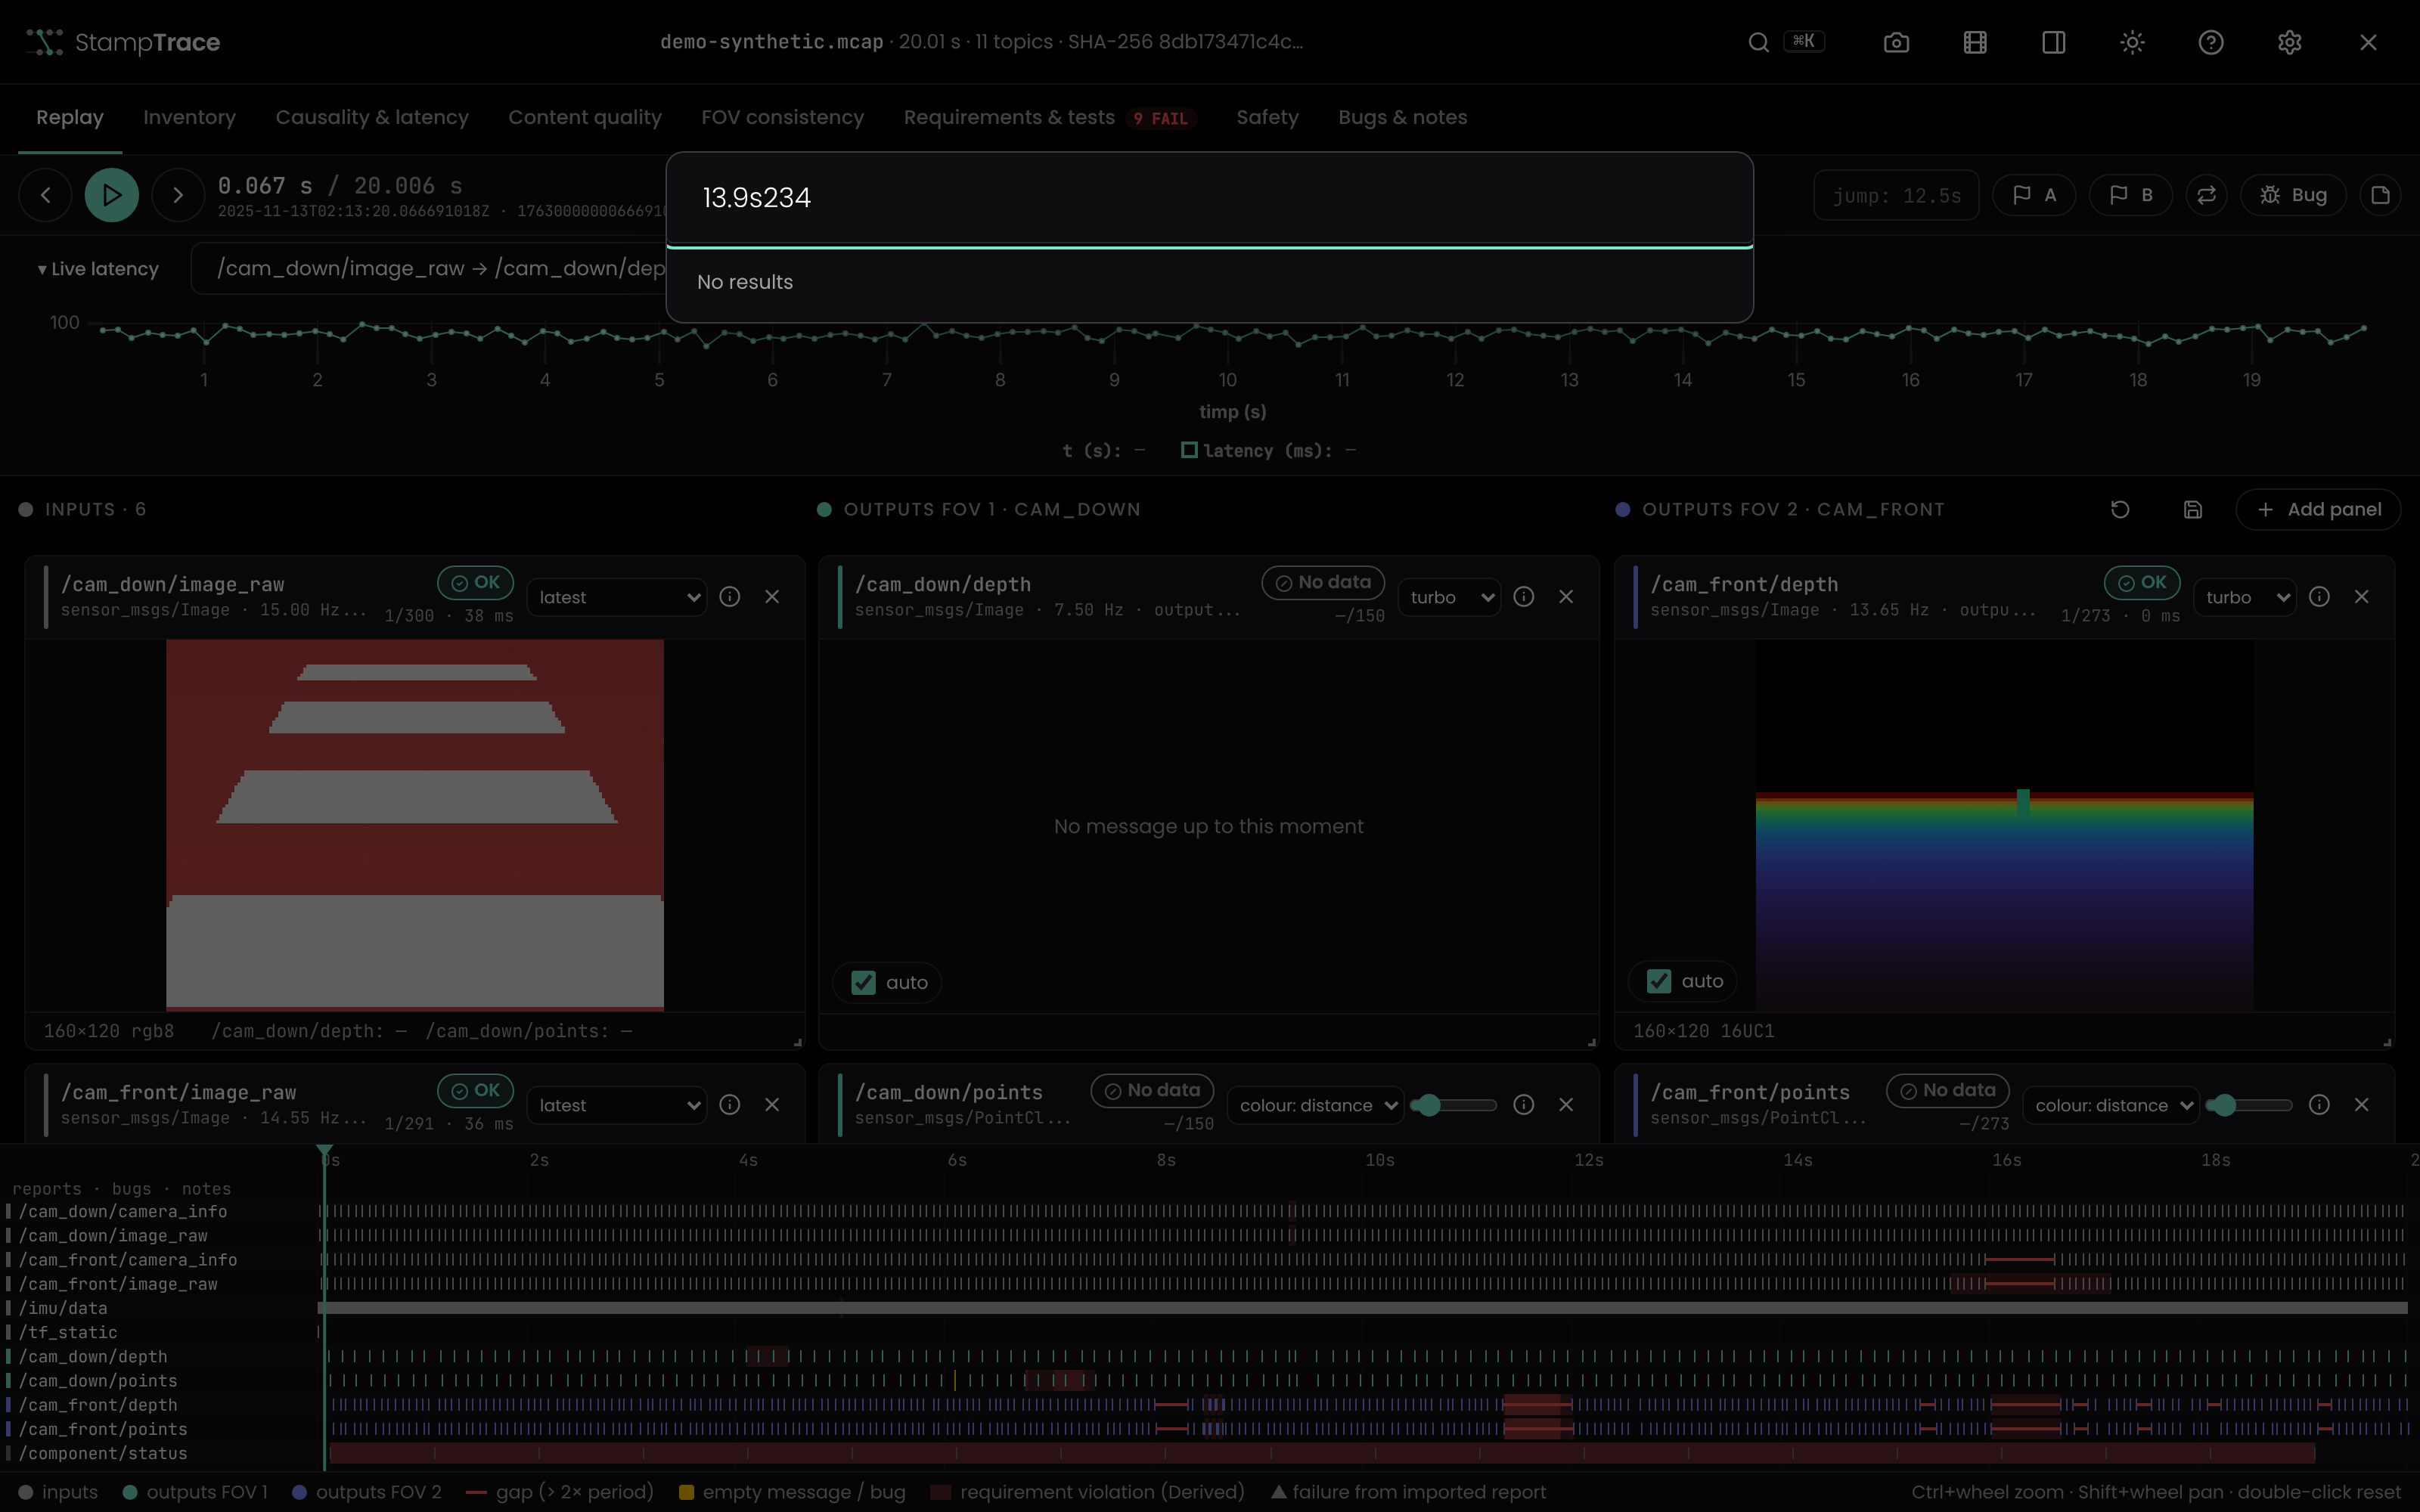 StampTrace
demo-synthetic.mcap · 20.01 s · 11 topics · SHA-256 8db173471c4c…
⌘K
Replay
Inventory
Causality & latency
Content quality
FOV consistency
Requirements & tests 9 FAIL
Safety
Bugs & notes
0.067 s / 20.006 s
2025-11-13T02:13:20.066691018Z
13.9s234
No results
jump: 12.5s
A
B
Bug
▾ Live latency
/cam_down/image_raw → /cam_down/dep
100
1 2 3 4 5 6 7 8 9 10 11 12 13 14 15 16 17 18 19
timp (s)
t (s): –
latency (ms): –
INPUTS · 6
OUTPUTS FOV 1 · CAM_DOWN
OUTPUTS FOV 2 · CAM_FRONT
Add panel
/cam_down/image_raw
sensor_msgs/Image · 15.00 Hz...
OK
1/300 · 38 ms
latest
/cam_down/depth
sensor_msgs/Image · 7.50 Hz · output...
No data
—/150
turbo
/cam_front/depth
sensor_msgs/Image · 13.65 Hz · outpu...
OK
1/273 · 0 ms
turbo
No message up to this moment
auto
auto
160×120 rgb8
/cam_down/depth: —
/cam_down/points: —
160×120 16UC1
/cam_front/image_raw
sensor_msgs/Image · 14.55 Hz...
OK
1/291 · 36 ms
latest
/cam_down/points
sensor_msgs/PointCl...
No data
—/150
colour: distance
/cam_front/points
sensor_msgs/PointCl...
No data
—/273
colour: distance
0s 2s 4s 6s 8s 10s 12s 14s 16s 18s
reports · bugs · notes
/cam_down/camera_info
/cam_down/image_raw
/cam_front/camera_info
/cam_front/image_raw
/imu/data
/tf_static
/cam_down/depth
/cam_down/points
/cam_front/depth
/cam_front/points
/component/status
inputs
outputs FOV 1
outputs FOV 2
gap (> 2× period)
empty message / bug
requirement violation (Derived)
failure from imported report
Ctrl+wheel zoom · Shift+wheel pan · double-click reset